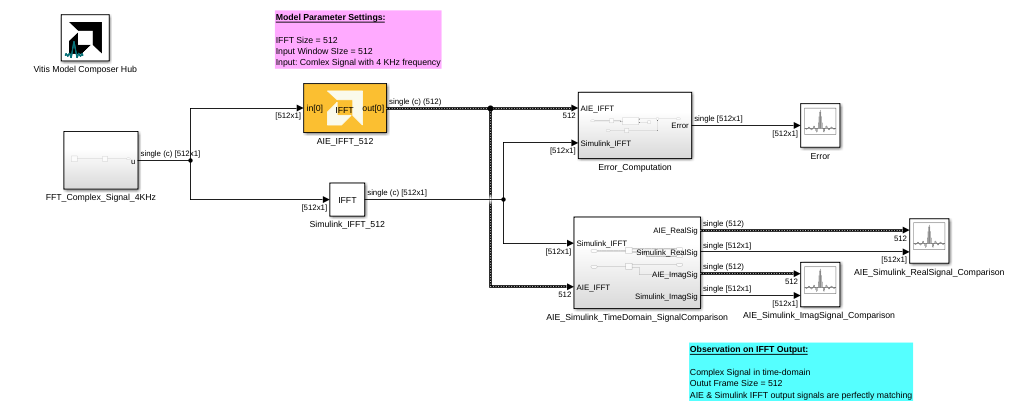 Model Parameter Settings:
IFFT Size = 512
Input Window SIze = 512
Input: Comlex Signal with 4 KHz frequency
Vitis Model Composer Hub
in[0]
IFFT
out[0]
single (c) (512)
[512x1]
AIE_IFFT_512
u
single (c) [512x1]
FFT_Complex_Signal_4KHz
IFFT
single (c) [512x1]
[512x1]
Simulink_IFFT_512
AIE_IFFT
512
Error
single [512x1]
Simulink_IFFT
[512x1]
Error_Computation
[512x1]
Error
Simulink_IFFT
[512x1]
AIE_IFFT
512
AIE_RealSig
Simulink_RealSig
AIE_ImagSig
Simulink_ImagSig
single (512)
single [512x1]
single (512)
single [512x1]
AIE_Simulink_TimeDomain_SignalComparison
512
[512x1]
AIE_Simulink_RealSignal_Comparison
512
[512x1]
AIE_Simulink_ImagSignal_Comparison
Observation on IFFT Output:
Complex Signal in time-domain
Outut Frame Size = 512
AIE & Simulink IFFT output signals are perfectly matching